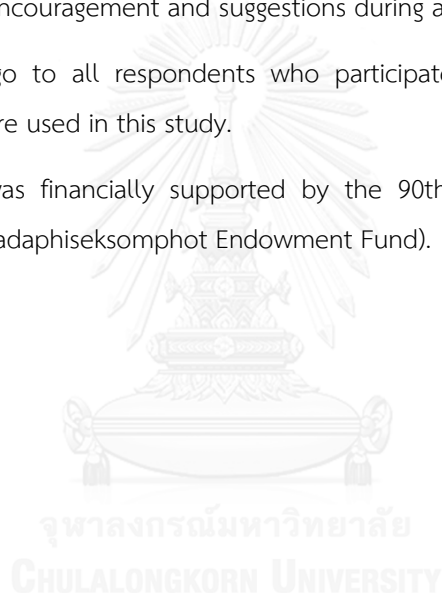 ncouragement and suggestions during a
go to all respondents who participate
re used in this study.
vas financially supported by the 90th
adaphiseksomphot Endowment Fund).
จุฬาลงกรณ์มหาวิทยาลัย
CHULALONGKORN UNIVERSITY